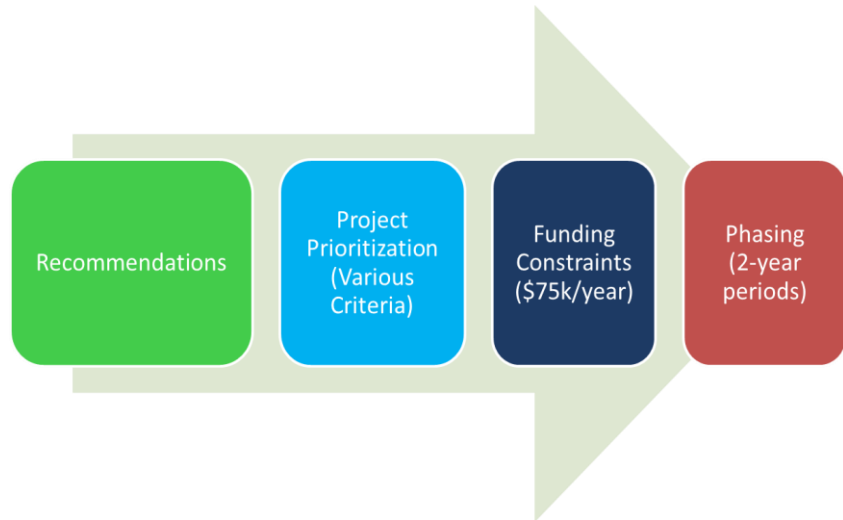 Recommendations
Project
Prioritization
(Various
Criteria)
Funding
Constraints
($75k/year)
Phasing
(2-year
periods)